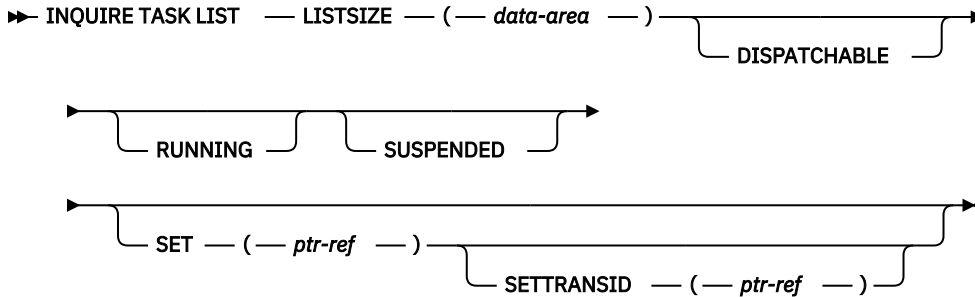 INQUIRE TASK LIST LISTSIZE ( data-area )
DISPATCHABLE
RUNNING SUSPENDED
SET ( ptr-ref )
SETTRANSID ( ptr-ref )